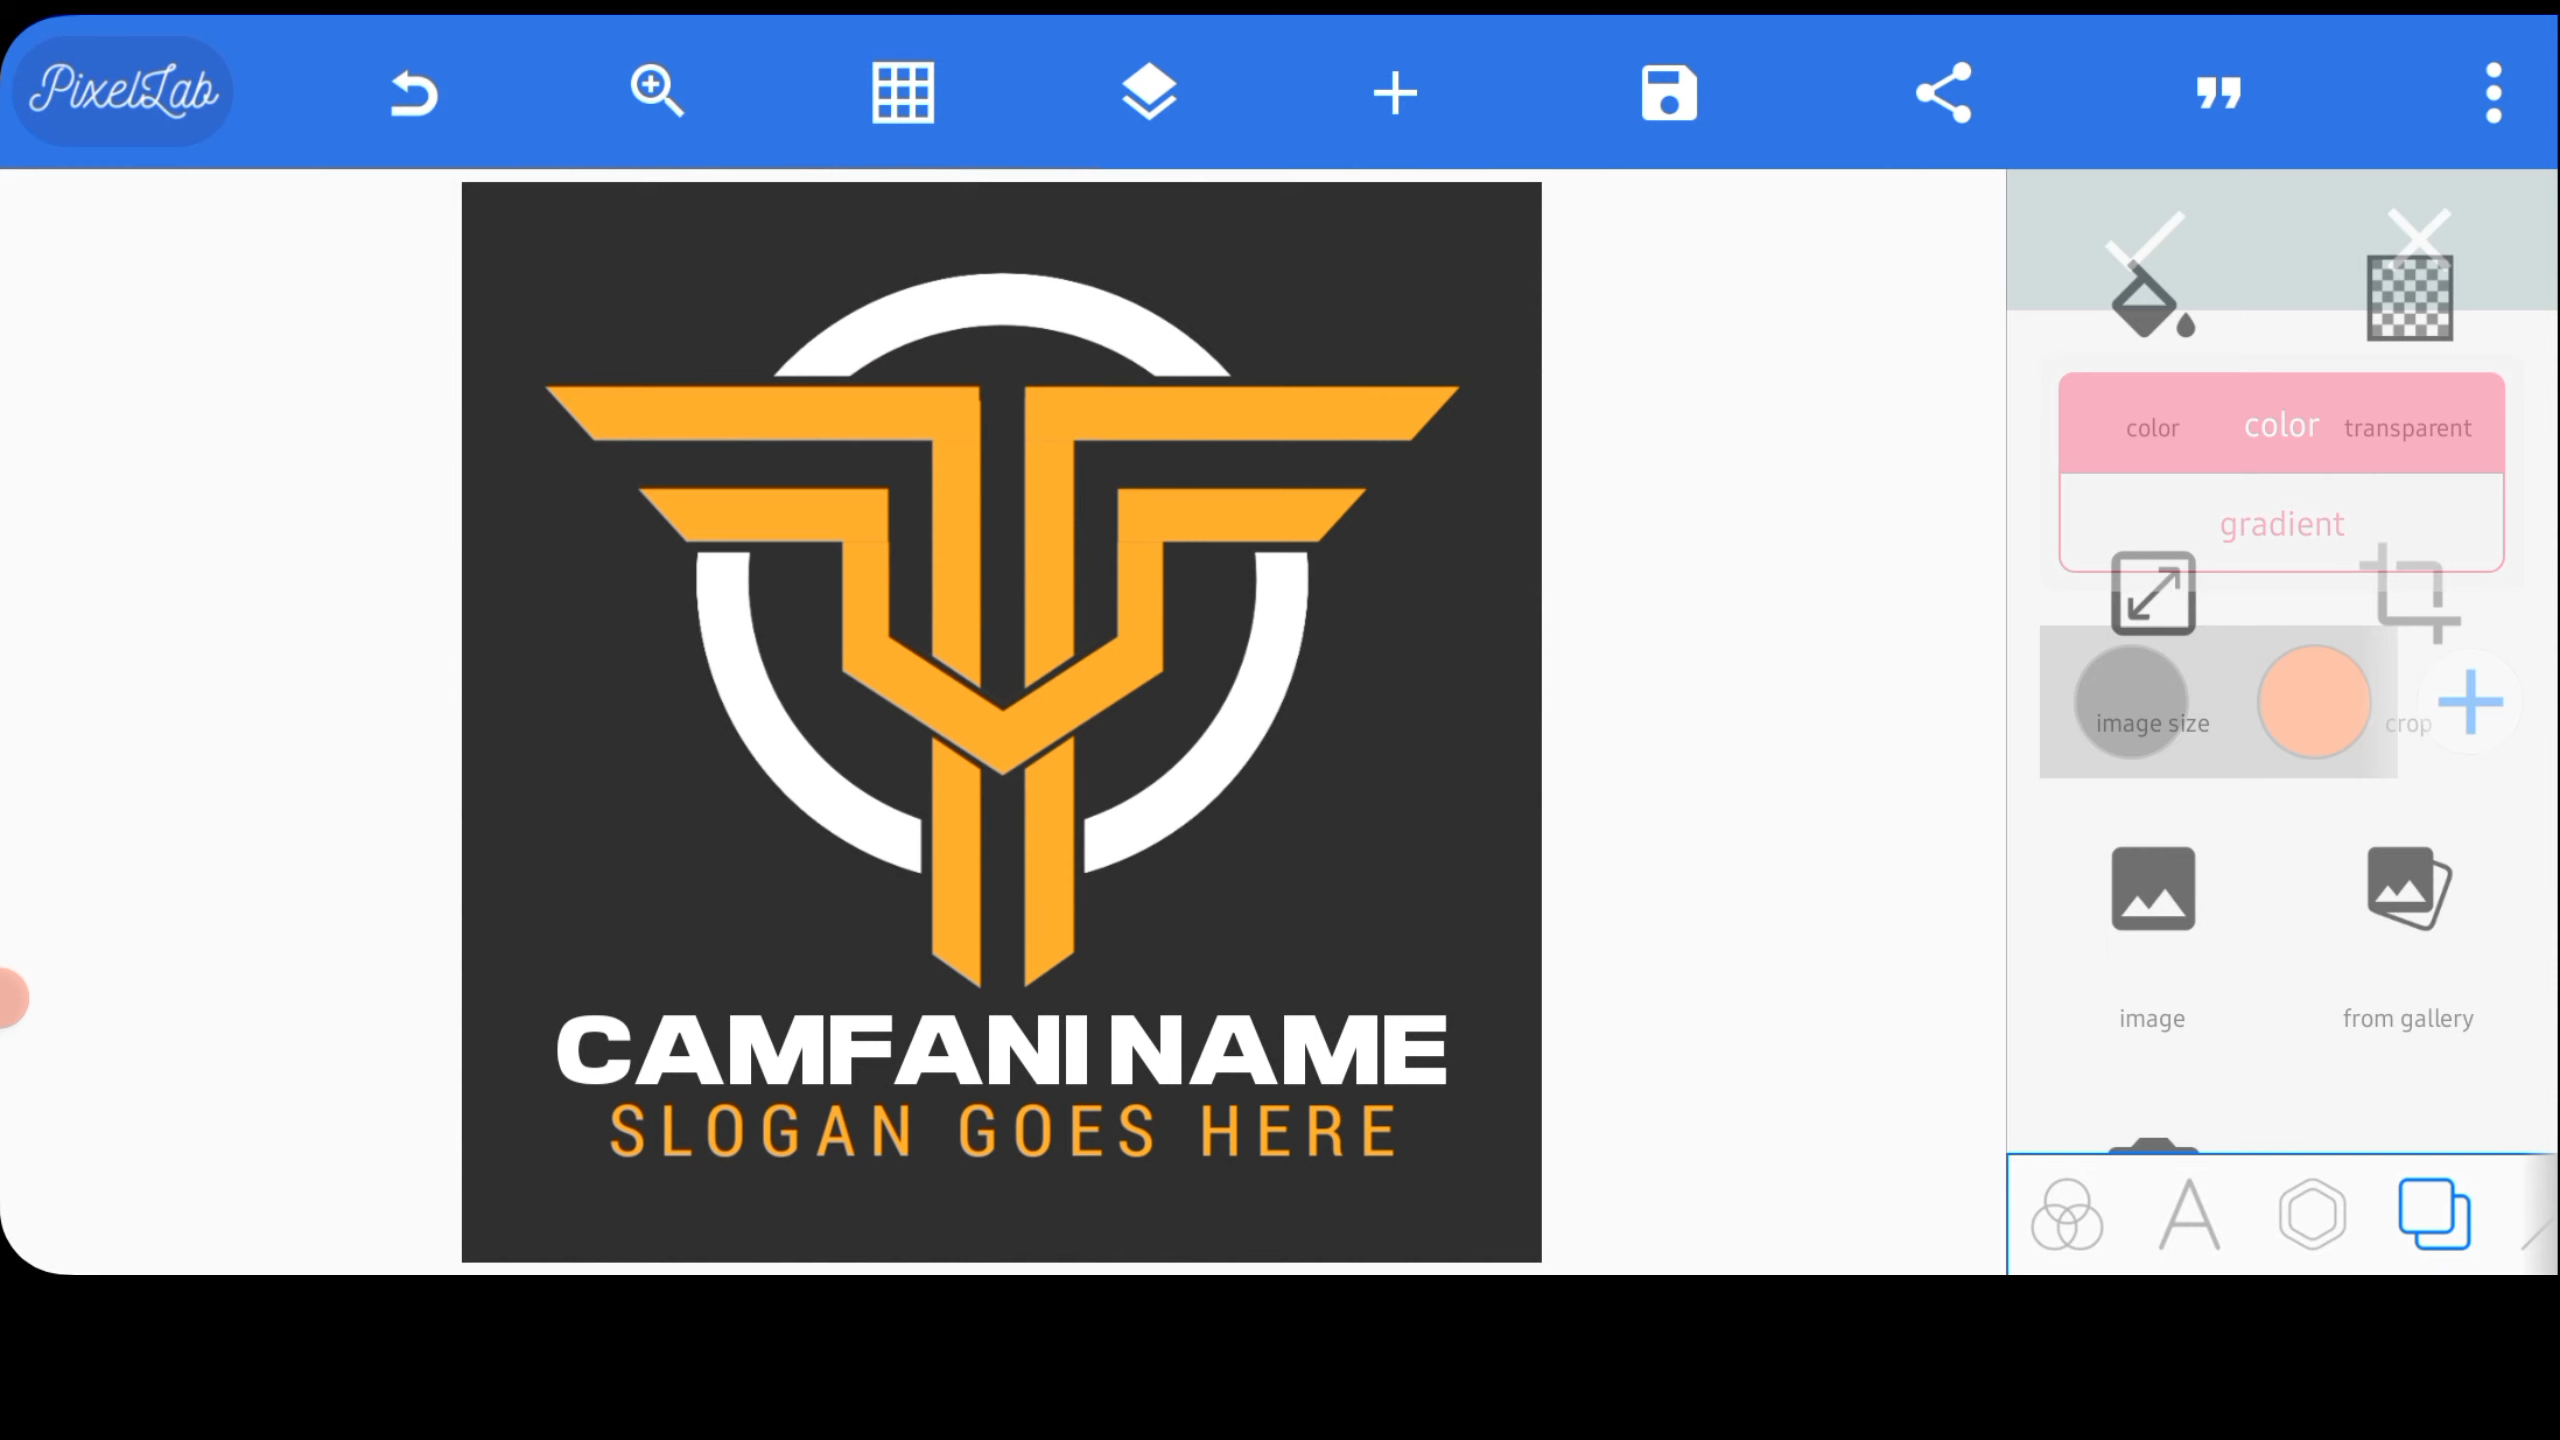 PixelLab
color
color
transparent
gradient
image size
crop
image
from gallery
CAMFANI NAME
SLOGAN GOES HERE